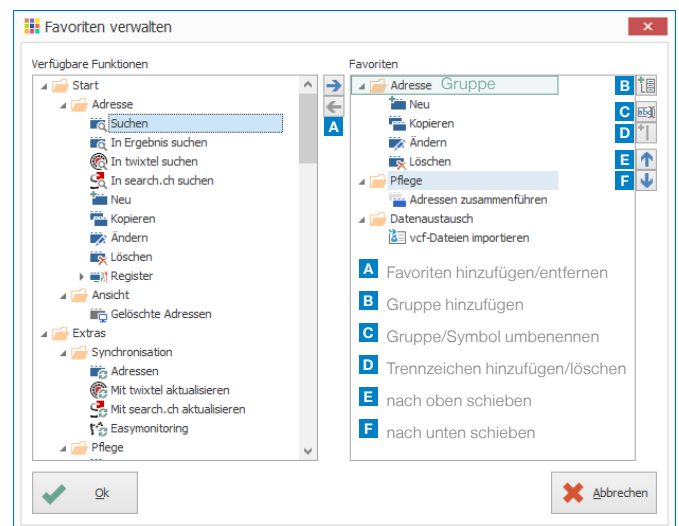 Favoriten verwalten
Verfügbare Funktionen
Start
Adresse
Suchen
In Ergebnis suchen
In twixtel suchen
In search.ch suchen
Neu
Kopieren
Ändern
Löschen
Register
Ansicht
Gelöschte Adressen
Extras
Synchronisation
Adressen
Mit twixtel aktualisieren
Mit search.ch aktualisieren
Easymonitoring
Pflege
A
Favoriten
Adresse Gruppe
Neu
Kopieren
Ändern
Löschen
Pflege
Adressen zusammenführen
Datenaustausch
vcf-Dateien importieren
B
C
D
E
F
A Favoriten hinzufügen/entfernen
B Gruppe hinzufügen
C Gruppe/Symbol umbenennen
D Trennzeichen hinzufügen/löschen
E nach oben schieben
F nach unten schieben
Ok
Abbrechen